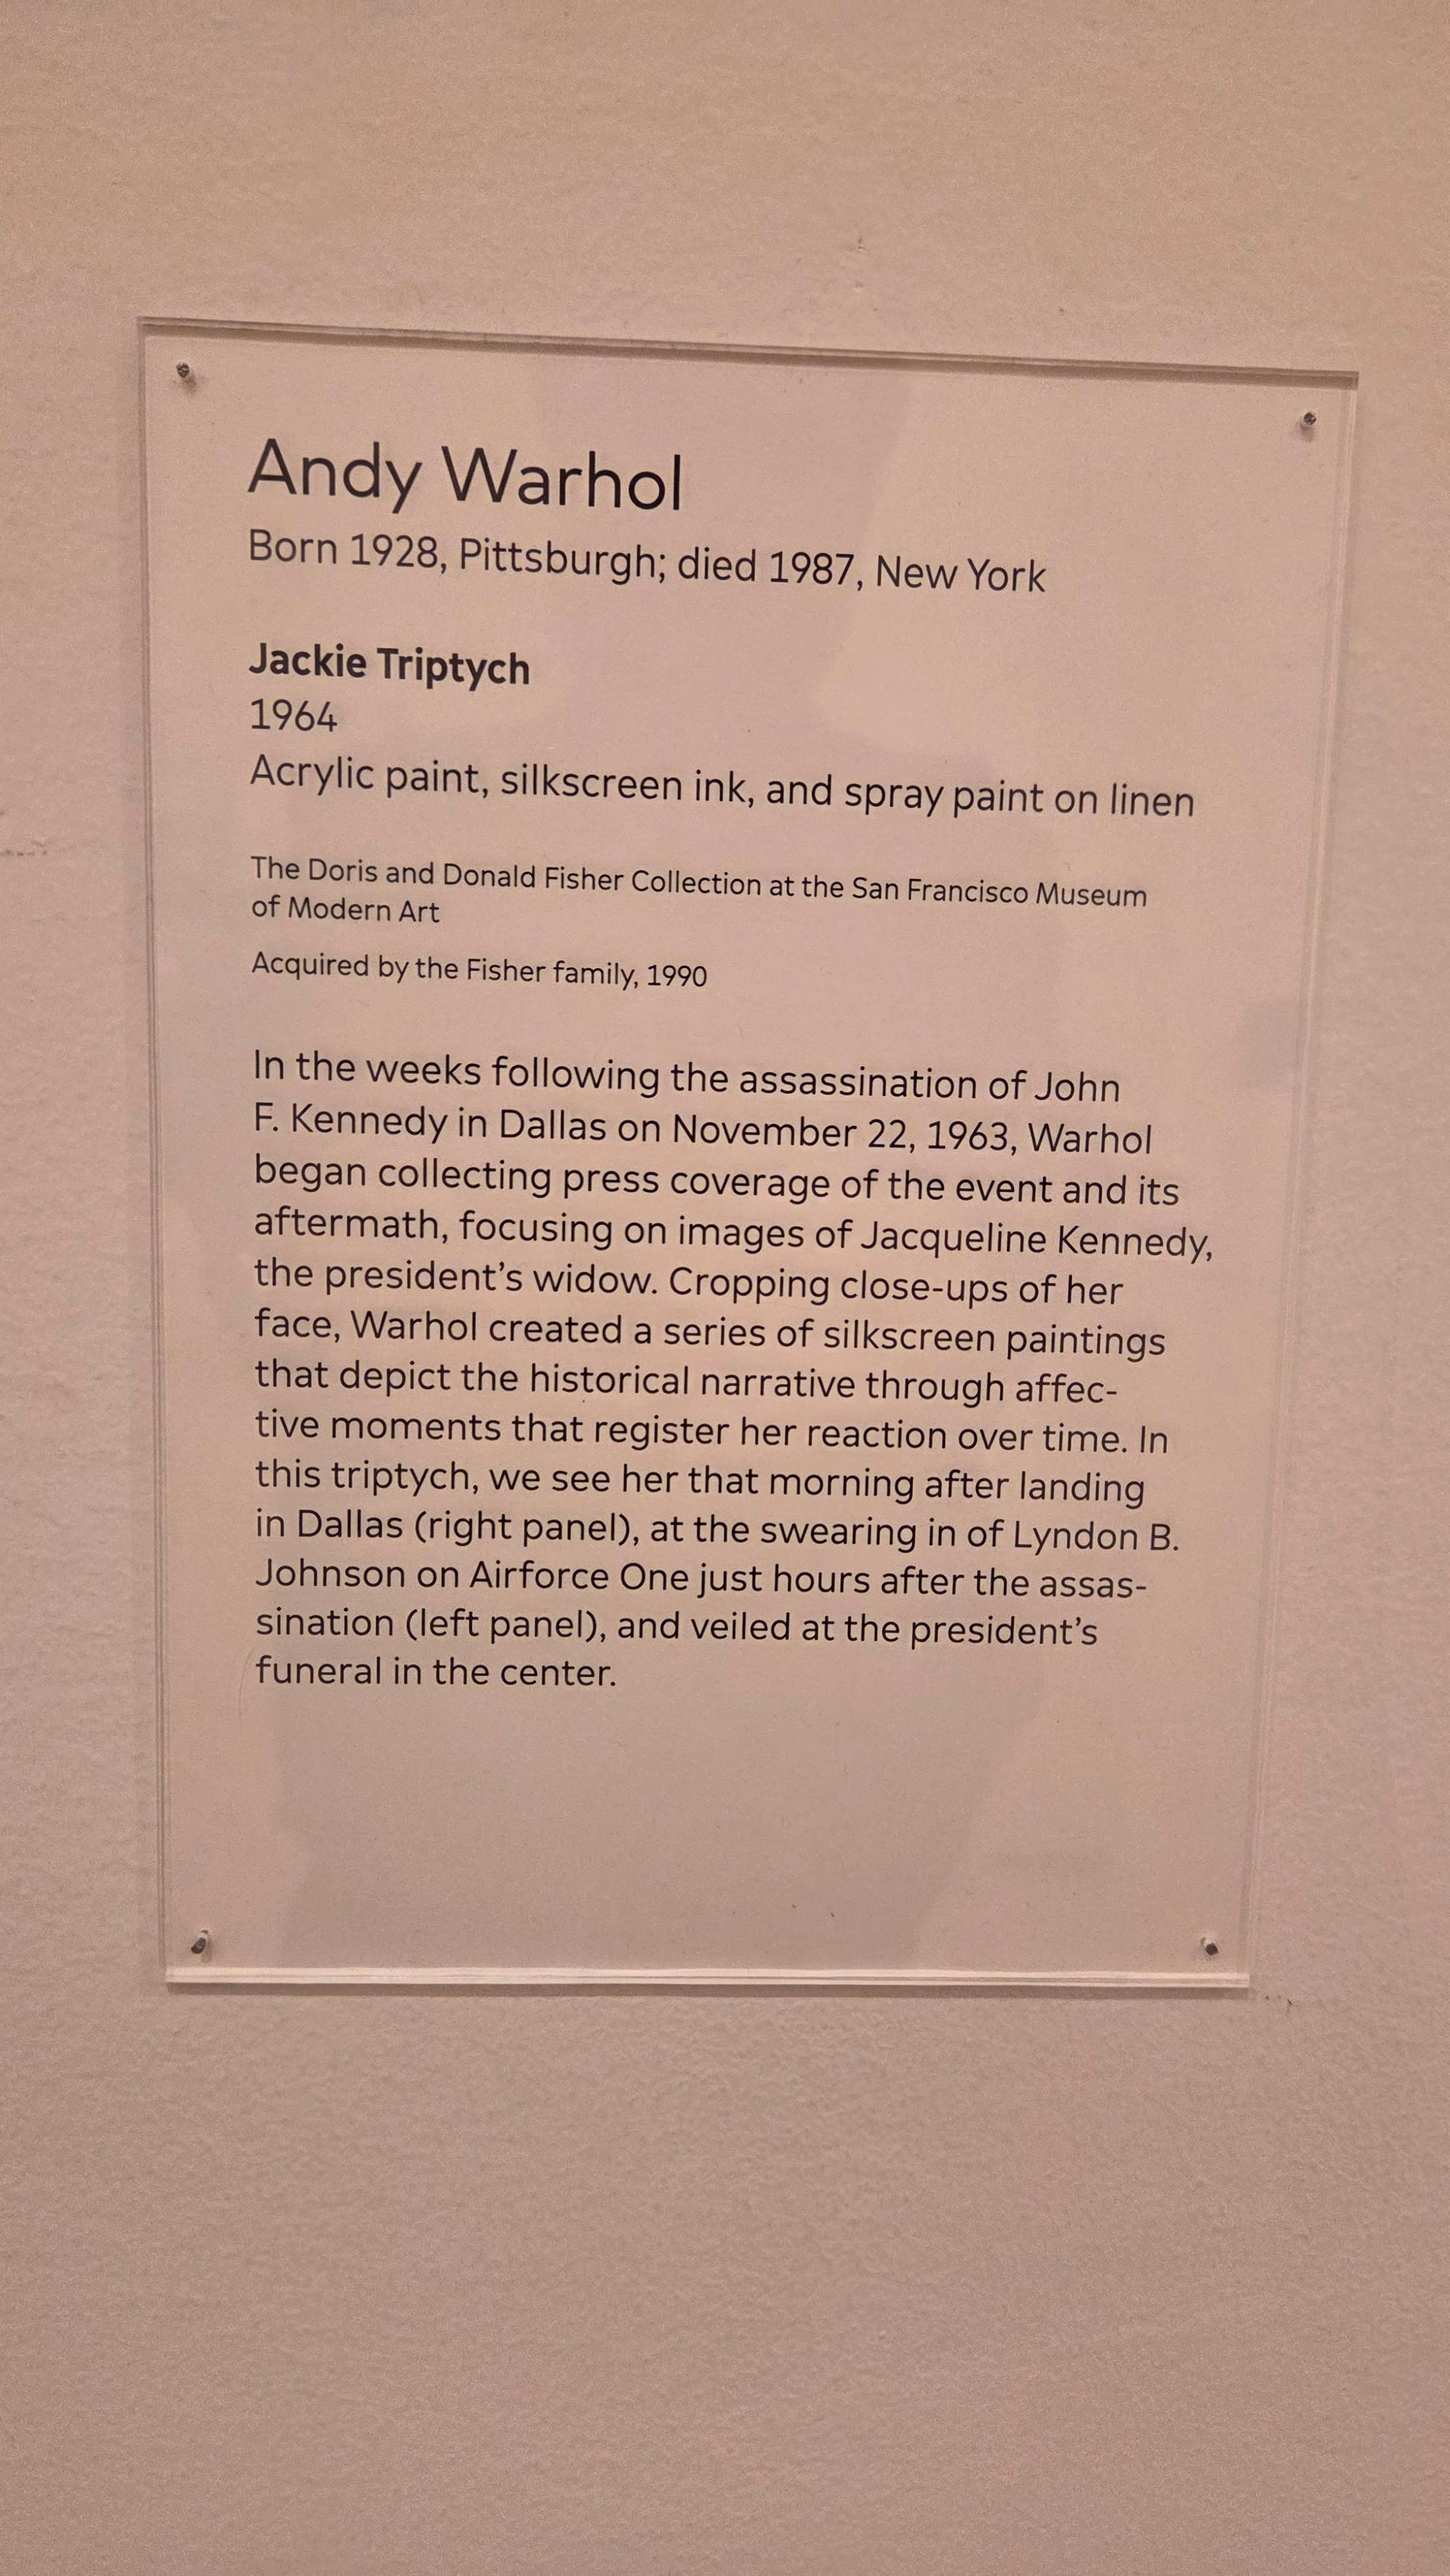 Andy Warhol
Born 1928, Pittsburgh; died 1987, New York
Jackie Triptych
1964
Acrylic paint, silkscreen ink, and spray paint on linen
The Doris and Donald Fisher Collection at the San Francisco Museum
of Modern Art
Acquired by the Fisher family, 1990
In the weeks following the assassination of John
F. Kennedy in Dallas on November 22, 1963, Warhol
began collecting press coverage of the event and its
aftermath, focusing on images of Jacqueline Kennedy,
the president’s widow. Cropping close-ups of her
face, Warhol created a series of silkscreen paintings
that depict the historical narrative through affec-
tive moments that register her reaction over time. In
this triptych, we see her that morning after landing
in Dallas (right panel), at the swearing in of Lyndon B.
Johnson on Airforce One just hours after the assas-
sination (left panel), and veiled at the president’s
funeral in the center.